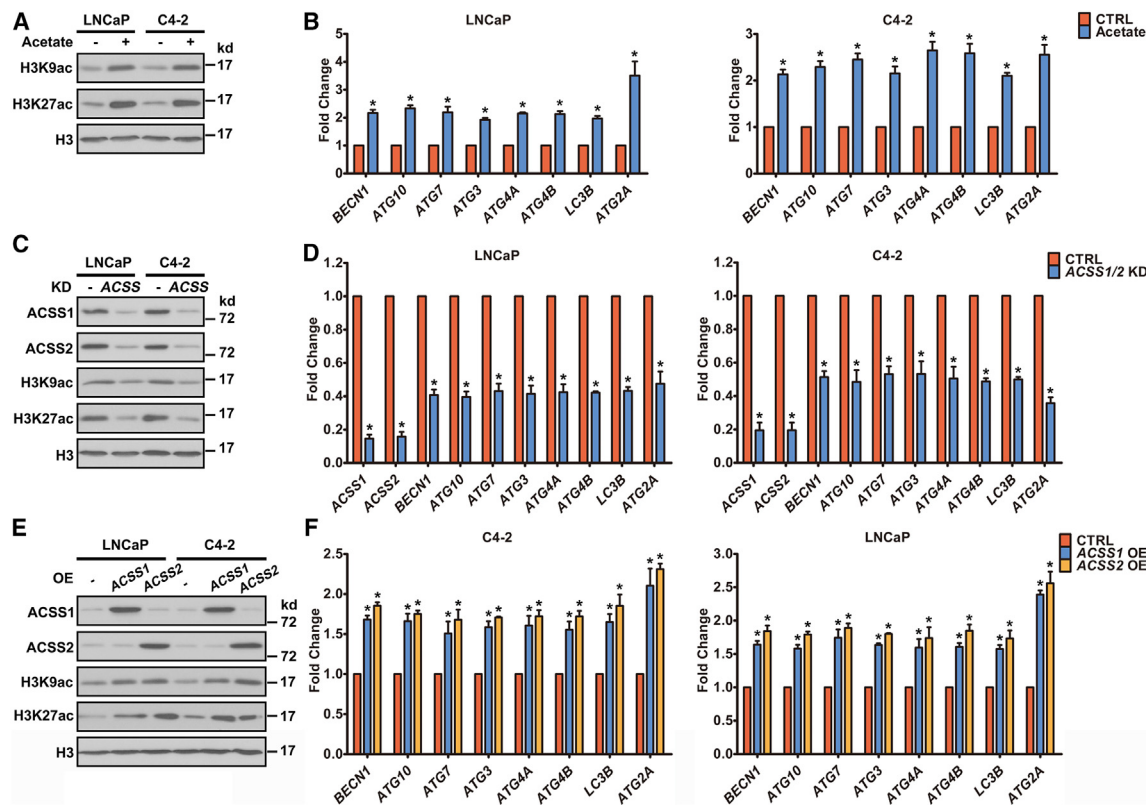 A
LNCaP C4-2
Acetate - + - + kd
H3K9ac 17
H3K27ac 17
H3 17
B
LNCaP
Fold Change
5
4
3
2
1
0
BECN1 ATG10 ATG7 ATG3 ATG4A ATG4B LC3B ATG2A
* * * * * * * *
C4-2
Fold Change
3
2
1
0
BECN1 ATG10 ATG7 ATG3 ATG4A ATG4B LC3B ATG2A
* * * * * * * *
CTRL
Acetate
C
LNCaP C4-2
KD - ACSS - ACSS kd
ACSS1 72
ACSS2 72
H3K9ac 17
H3K27ac 17
H3 17
D
LNCaP
Fold Change
1.2
1.0
0.8
0.6
0.4
0.2
0.0
* * * * * * * * * *
ACSS1 ACSS2 BECN1 ATG10 ATG7 ATG3 ATG4A ATG4B LC3B ATG2A
C4-2
Fold Change
1.2
1.0
0.8
0.6
0.4
0.2
0.0
* * * * * * * * * *
ACSS1 ACSS2 BECN1 ATG10 ATG7 ATG3 ATG4A ATG4B LC3B ATG2A
CTRL
ACSS1/2 KD
E
LNCaP C4-2
OE - ACSS1 ACSS2 - ACSS1 ACSS2
kd
ACSS1 72
ACSS2 72
H3K9ac 17
H3K27ac 17
H3 17
F
C4-2
Fold Change
2.5
2.0
1.5
1.0
0.5
0.0
* * * * * * * * * * * * * * * *
BECN1 ATG10 ATG7 ATG3 ATG4A ATG4B LC3B ATG2A
LNCaP
Fold Change
3.0
2.5
2.0
1.5
1.0
0.5
0.0
* * * * * * * * * * * * * * * *
BECN1 ATG10 ATG7 ATG3 ATG4A ATG4B LC3B ATG2A
CTRL
ACSS1 OE
ACSS2 OE